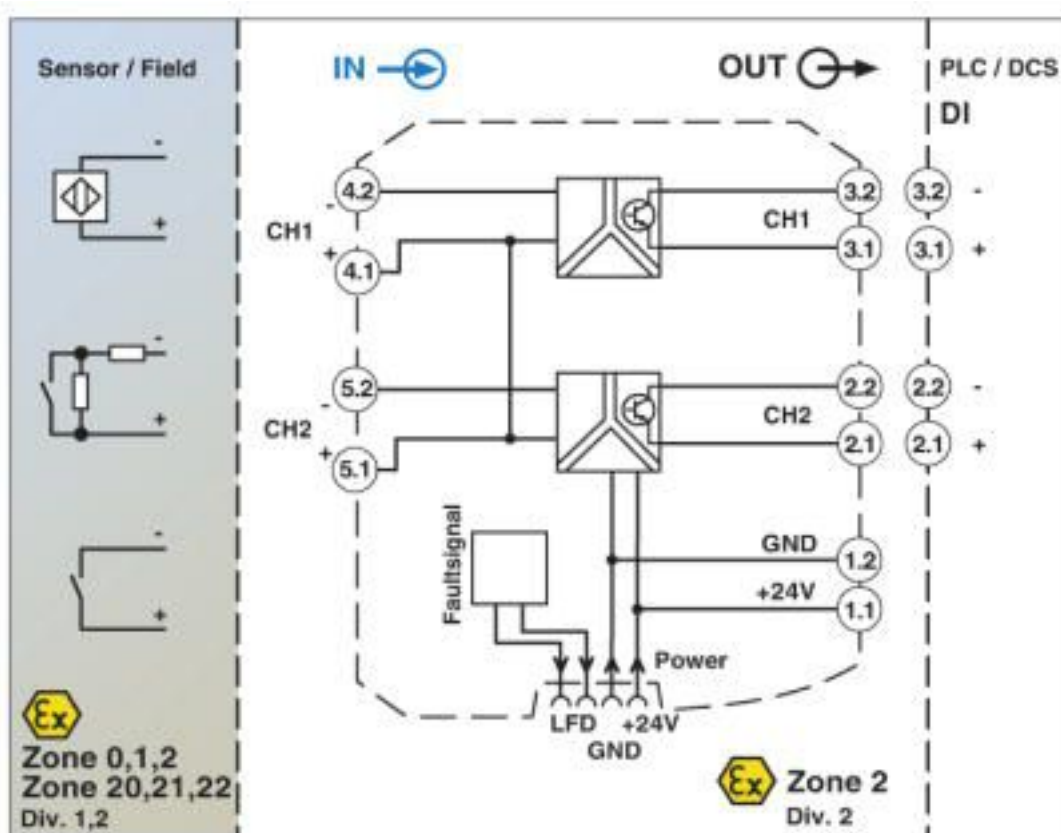 Sensor / Field
IN
OUT
PLC / DCS
DI
-
+
4.2
-
CH1
+
4.1
3.2
CH1
3.1
3.2 -
3.1 +
-
+
5.2
-
CH2
+
5.1
2.2
CH2
2.1
2.2 -
2.1 +
-
+
Faultsignal
GND
1.2
+24V
1.1
Power
LFD
+24V
GND
Ex
Zone 0,1,2
Zone 20,21,22
Div. 1,2
Ex
Zone 2
Div. 2